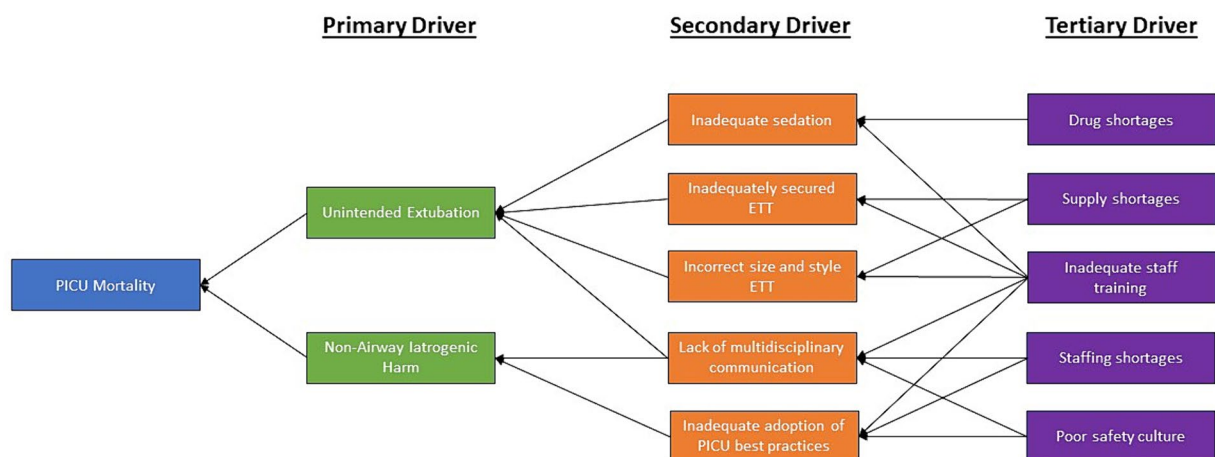 Primary Driver
Secondary Driver
Tertiary Driver
PICU Mortality
Unintended Extubation
Non-Airway Iatrogenic
Harm
Inadequate sedation
Inadequately secured
ETT
Incorrect size and style
ETT
Lack of multidisciplinary
communication
Inadequate adoption of
PICU best practices
Drug shortages
Supply shortages
Inadequate staff
training
Staffing shortages
Poor safety culture